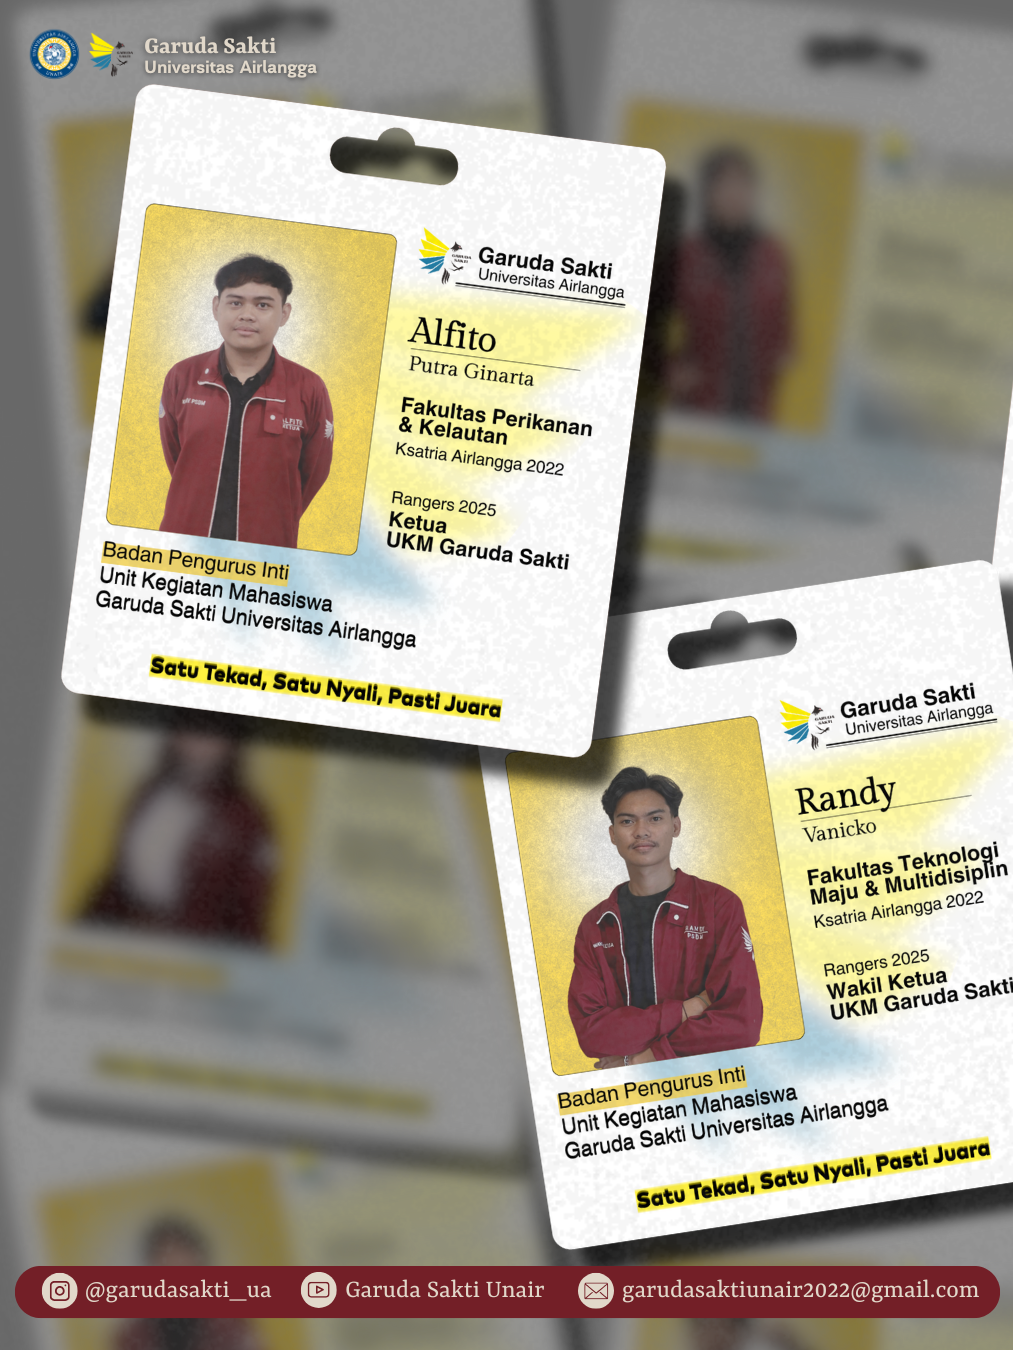 Garuda Sakti
Universitas Airlangga
Garuda Sakti
Universitas Airlangga
Alfito
Putra Ginarta
Fakultas Perikanan
& Kelautan
Ksatria Airlangga 2022
Rangers 2025
Ketua
UKM Garuda Sakti
ALFITO
KETUA
Badan Pengurus Inti
Unit Kegiatan Mahasiswa
Garuda Sakti Universitas Airlangga
Satu Tekad, Satu Nyali, Pasti Juara
Garuda Sakti
Universitas Airlangga
Randy
Vanicko
Fakultas Teknologi
Maju & Multidisiplin
Ksatria Airlangga 2022
Rangers 2025
Wakil Ketua
UKM Garuda Sakti
Badan Pengurus Inti
Unit Kegiatan Mahasiswa
Garuda Sakti Universitas Airlangga
Satu Tekad, Satu Nyali, Pasti Juara
@garudasakti_ua
Garuda Sakti Unair
garudasaktiunair2022@gmail.com